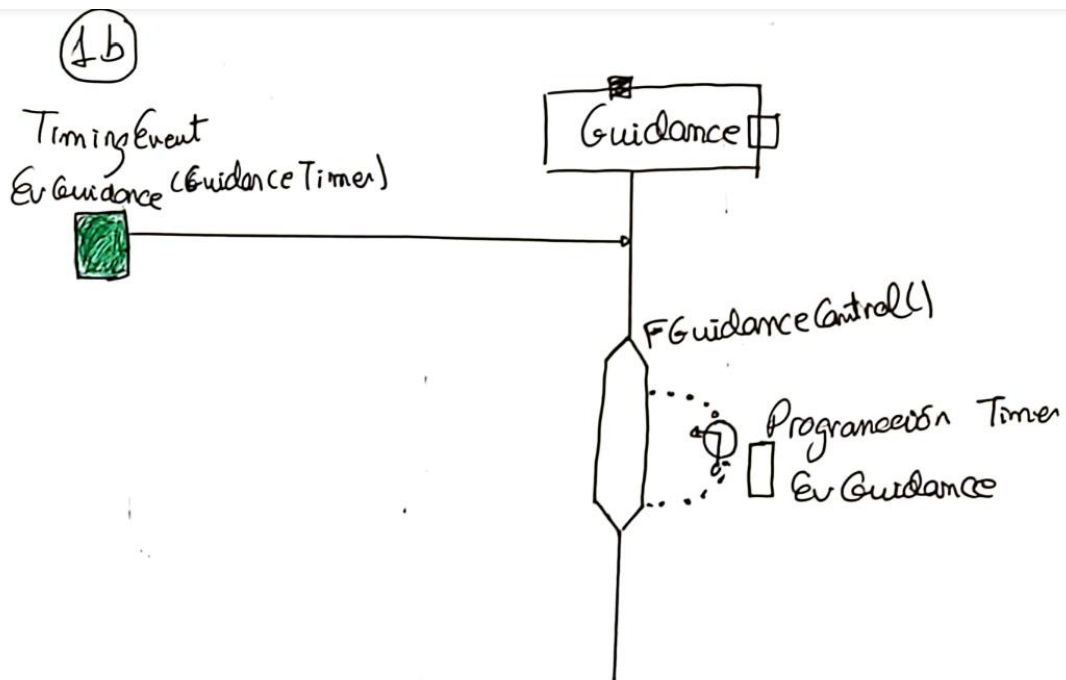 1b
TimingEvent
EvGuidance (GuidanceTimer)
Guidance
FGuidanceControl()
Programación Timer
EvGuidance